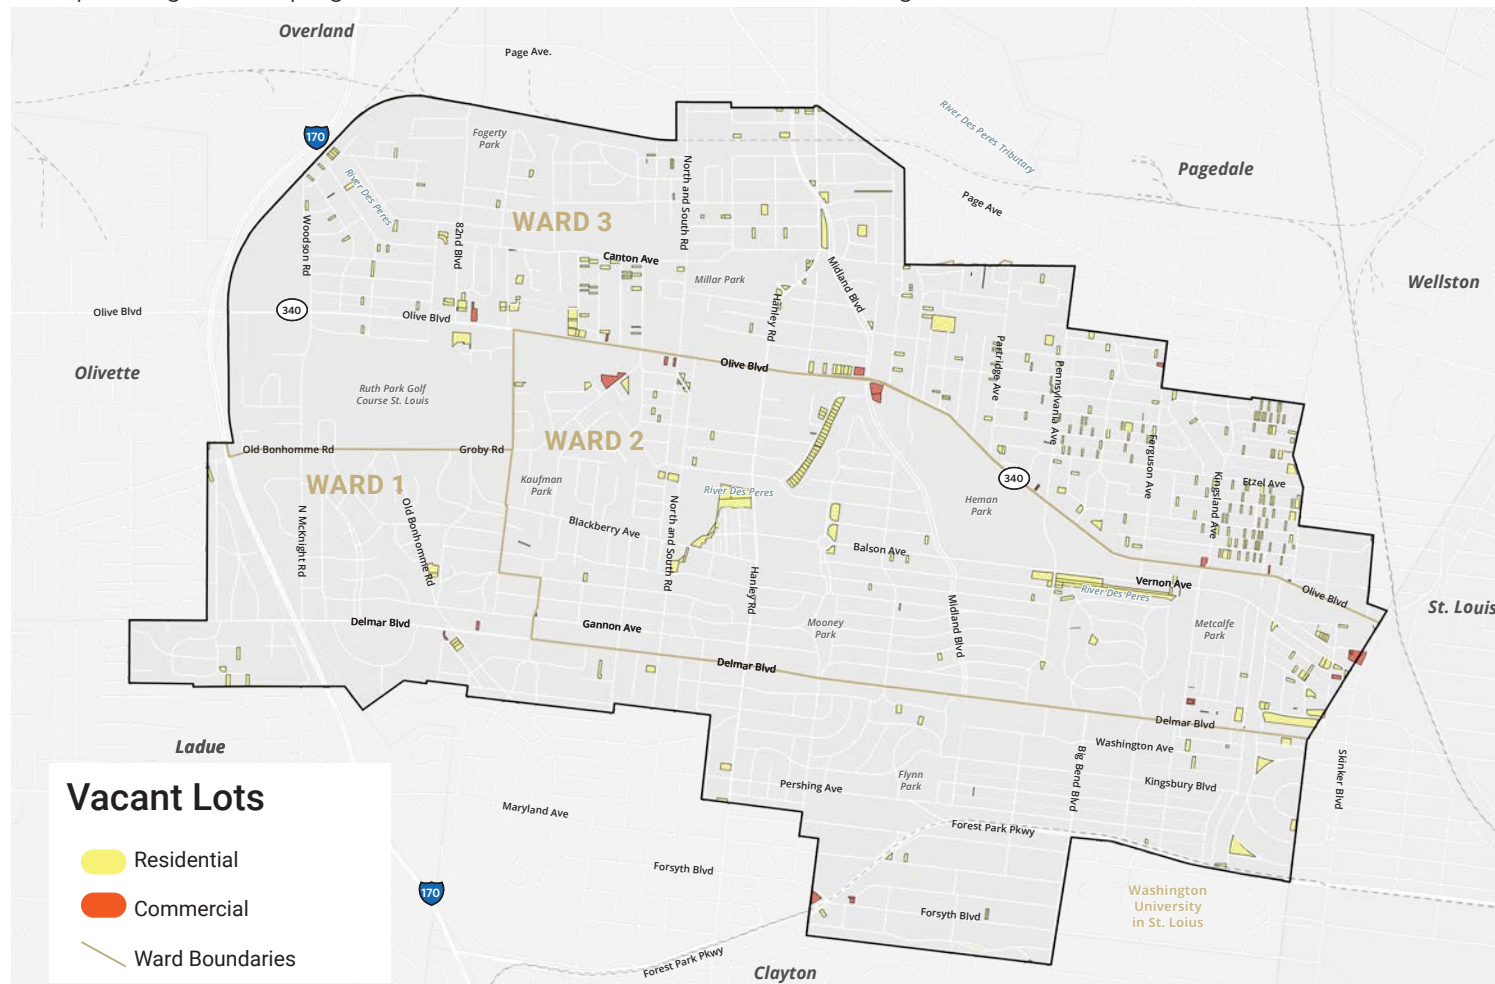 Overland
Page Ave.
170
Fogerty
Park
River Des Peres Tributary
Pagedale
River Des Peres
North and South Rd
Page Ave
WARD 3
Woodson Rd
82nd Blvd
Canton Ave
Millar Park
Midland Blvd
Hanley Rd
Wellston
340
Olive Blvd
Olive Blvd
Olivette
Olive Blvd
Partridge Ave
Pennsylvania Ave
Ruth Park Golf
Course St. Louis
WARD 2
Old Bonhomme Rd
Groby Rd
Ferguson Ave
WARD 1
Kaufman
Park
River Des Peres
340
Kingsland Ave
Etzel Ave
Heman
Park
N McKnight Rd
Old Bonhomme Rd
Blackberry Ave
North and South Rd
Balson Ave
Hanley Rd
Vernon Ave
River Des Peres
Olive Blvd
St. Louis
Delmar Blvd
Gannon Ave
Mooney
Park
Midland Blvd
Metcalfe
Park
Delmar Blvd
Delmar Blvd
Ladue
Washington Ave
Big Bend Blvd
Skinker Blvd
Vacant Lots
Pershing Ave
Flynn
Park
Kingsbury Blvd
Maryland Ave
Forest Park Pkwy
Residential
Forsyth Blvd
170
Commercial
Forsyth Blvd
Washington
University
in St. Loius
Ward Boundaries
Forest Park Pkwy
Clayton